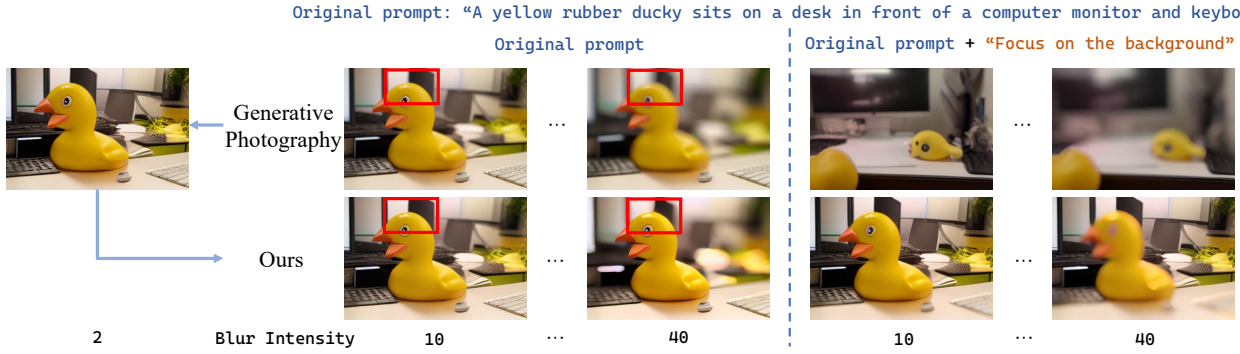 Original prompt: “A yellow rubber ducky sits on a desk in front of a computer monitor and keybo
Original prompt
Original prompt + “Focus on the background”
Generative
Photography
...
...
Ours
...
...
2
Blur Intensity
10
...
40
10
...
40